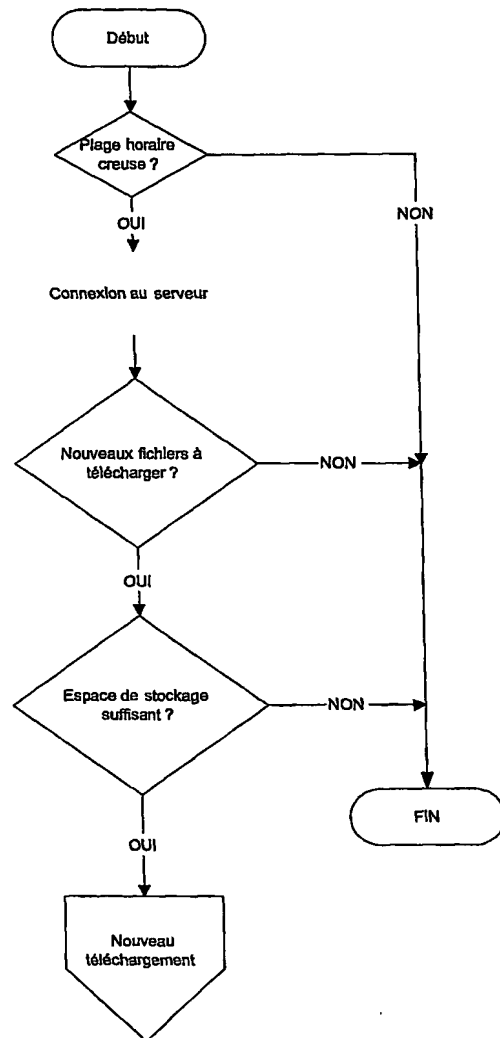 Début
Plage horaire
creuse ?
OUI
NON
Connexion au serveur
Nouveaux fichiers à
télécharger ?
NON
OUI
Espace de stockage
suffisant ?
NON
OUI
FIN
Nouveau
téléchargement